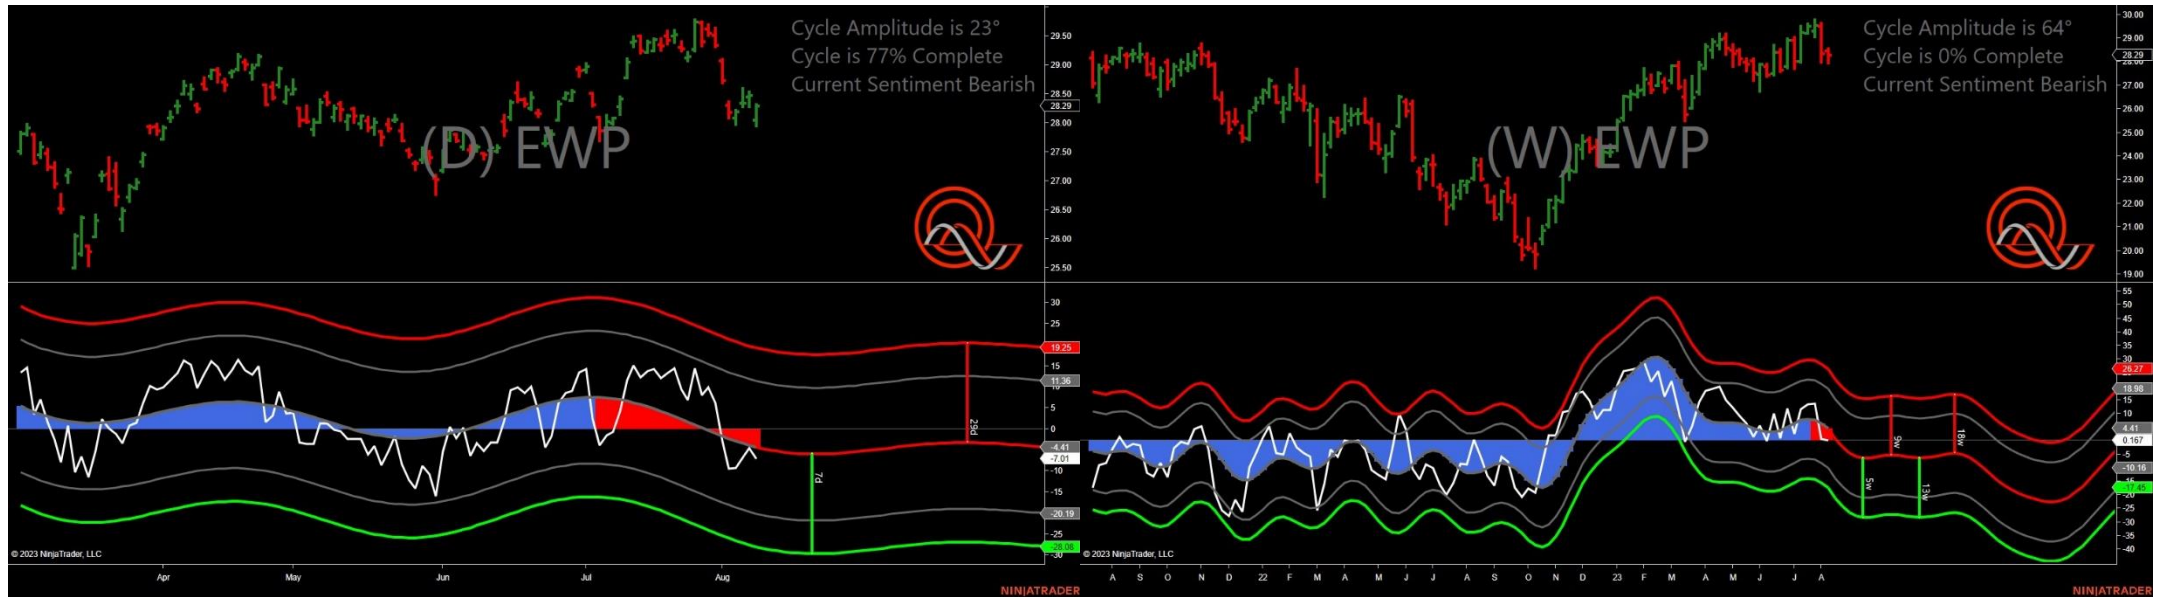 Cycle Amplitude is 23°
Cycle is 77% Complete
Current Sentiment Bearish
(D) EWP
29.50
29.00
28.50
28.29
28.00
27.50
27.00
26.50
26.00
25.50
30
25
19.25
15
11.36
5
0
-4.41
-7.01
-10
-15
-20.19
-25
-28.06
-30
29d
7d
© 2023 NinjaTrader, LLC
Apr May Jun Jul Aug
NINJATRADER
Cycle Amplitude is 64°
Cycle is 0% Complete
Current Sentiment Bearish
(W) EWP
30.00
29.00
28.29
28.00
27.00
26.00
25.00
24.00
23.00
22.00
21.00
20.00
19.00
55
50
45
40
35
30
26.27
18.98
15
10
4.41
0.167
-5
-10.16
-17.45
-25
-30
-35
-40
9w
18w
5w
13w
© 2023 NinjaTrader, LLC
A S O N D 22 F M A M J J A S O N D 23 F M A M J J A
NINJATRADER